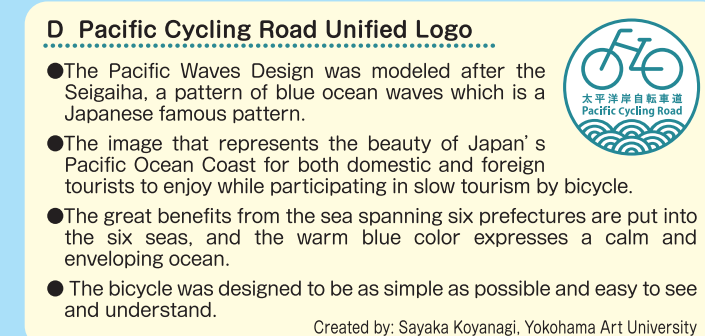 D Pacific Cycling Road Unified Logo
●The Pacific Waves Design was modeled after the
Seigaiha, a pattern of blue ocean waves which is a
Japanese famous pattern.
●The image that represents the beauty of Japan's
Pacific Ocean Coast for both domestic and foreign
tourists to enjoy while participating in slow tourism by bicycle.
●The great benefits from the sea spanning six prefectures are put into
the six seas, and the warm blue color expresses a calm and
enveloping ocean.
● The bicycle was designed to be as simple as possible and easy to see
and understand.
Created by: Sayaka Koyanagi, Yokohama Art University
太平洋岸自転車道
Pacific Cycling Road